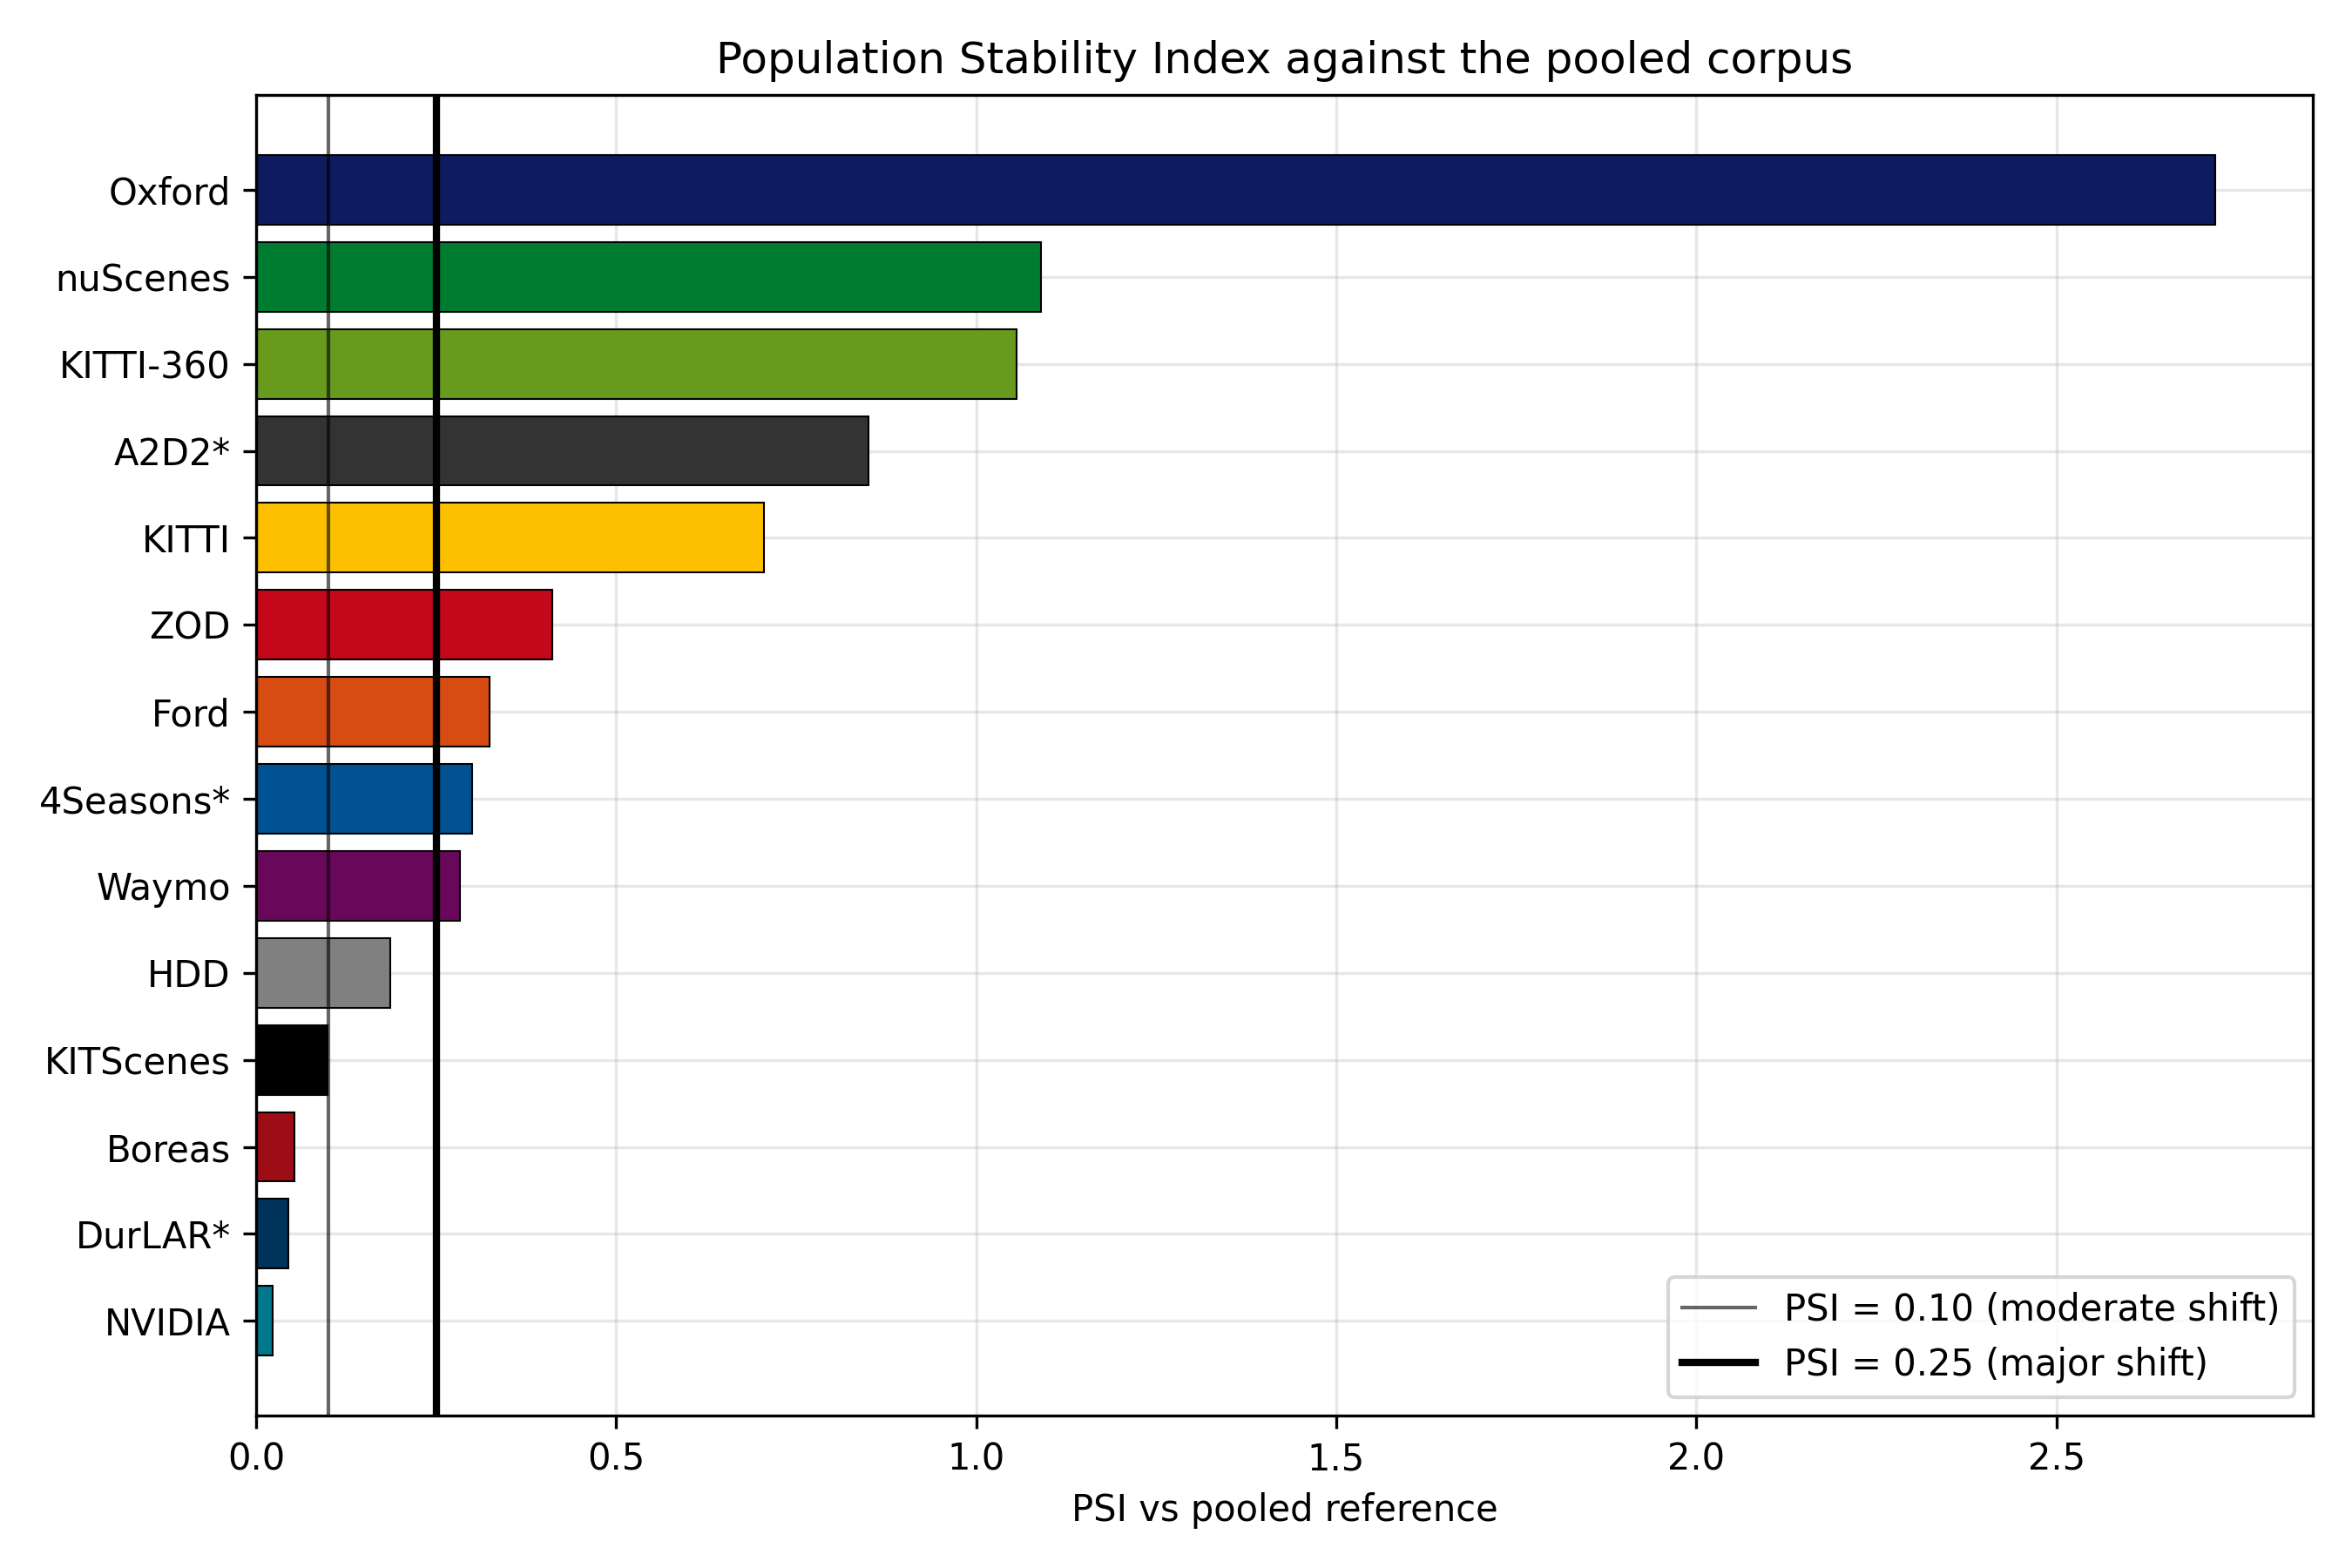 Population Stability Index against the pooled corpus
Oxford
nuScenes
KITTI-360
A2D2*
KITTI
ZOD
Ford
4Seasons*
Waymo
HDD
KITScenes
Boreas
DurLAR*
NVIDIA
PSI = 0.10 (moderate shift)
PSI = 0.25 (major shift)
0.0 0.5 1.0 1.5 2.0 2.5
PSI vs pooled reference